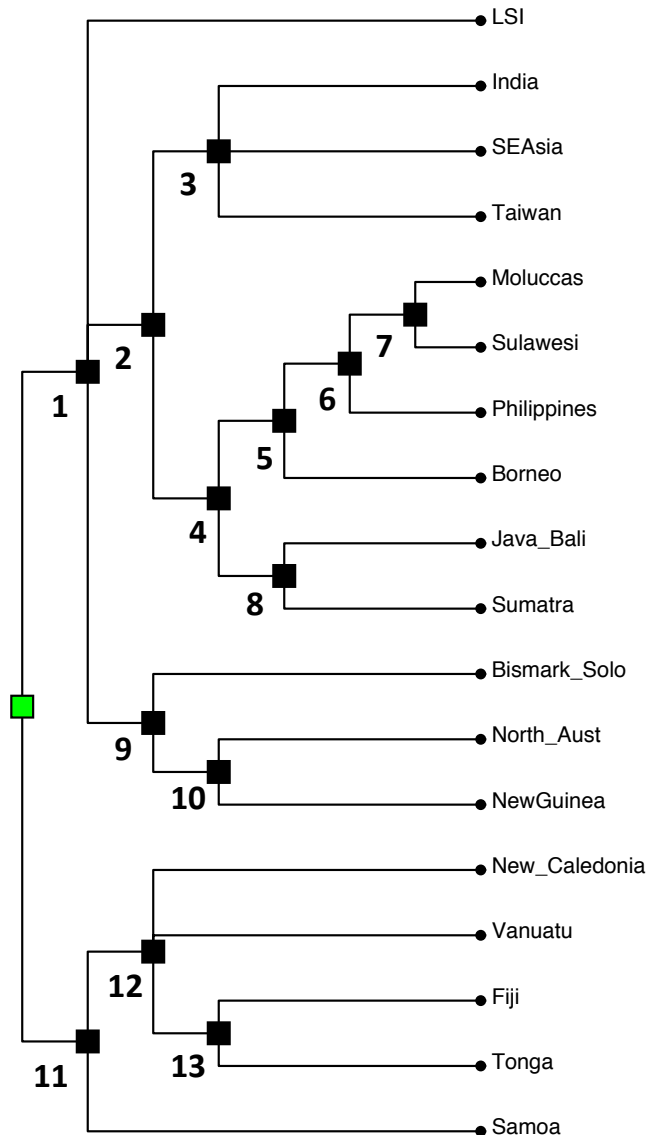 LSI
India
SEAsia
3
Taiwan
Moluccas
7
Sulawesi
2
6
1
Philippines
5
Borneo
4
Java_Bali
8
Sumatra
Bismark_Solo
9
North_Aust
10
NewGuinea
New_Caledonia
Vanuatu
12
Fiji
13
Tonga
11
Samoa